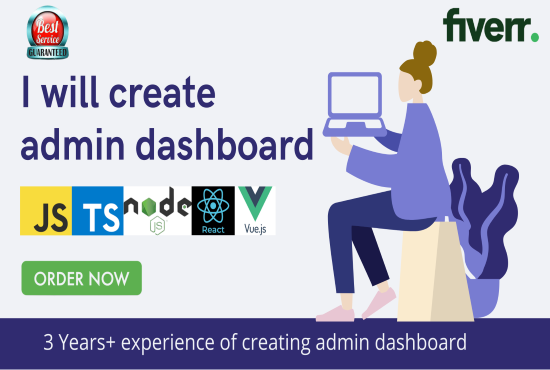 Best
Service
GUARANTEED
fiverr.
I will create
admin dashboard
JS
TS
node
JS
React
Vue.js
ORDER NOW
3 Years+ experience of creating admin dashboard